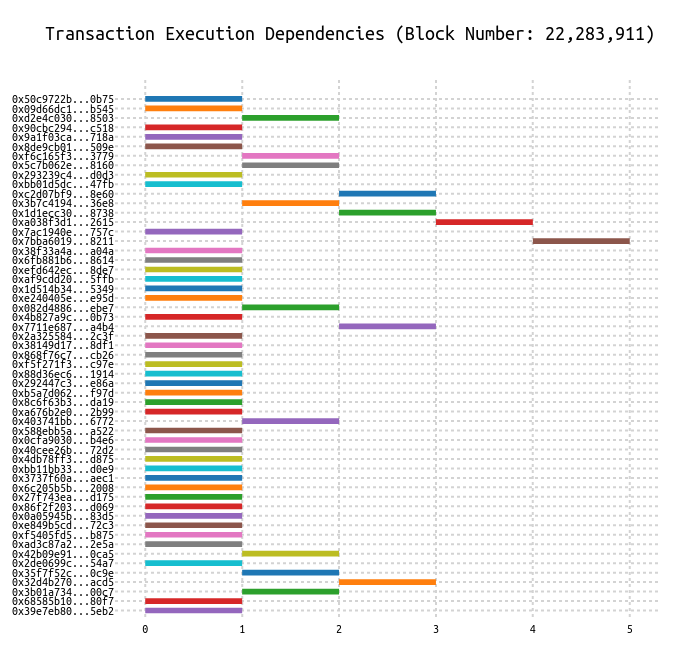 Transaction Execution Dependencies (Block Number: 22,283,911)
0x50c9722b...0b75
0x09d66dc1...b545
0xd2e4c030...8503
0x90cbc294...c518
0x9a1f03ca...718a
0x8de9cb01...509e
0xf6c165f3...3779
0x5c7b062e...8160
0x293239c4...d0d3
0xbb01d5dc...47fb
0xc2d07bf9...8e60
0x3b7c4194...36e8
0x1d1ecc30...8738
0xa038f3d1...2615
0x7ac1940e...757c
0x7bba6019...8211
0x38f33a4a...a04a
0x6fb881b6...8614
0xefd642ec...8de7
0xaf9cdd20...5ffb
0x1d514b34...5349
0xe240405e...e95d
0x082d4886...ebe7
0x4b827a9c...0b73
0x7711e687...a4b4
0x2a325584...2c3f
0x38149d17...8df1
0x868f76c7...cb26
0xf5f271f3...c97e
0x88d36ec6...1914
0x292447c3...e86a
0xb5a7d062...f97d
0x8c6f63b3...da19
0xa676b2e0...2b99
0x403741bb...6772
0x588ebb5a...a522
0x0cfa9030...b4e6
0x40cee26b...72d2
0x4db78ff3...d875
0xbb11bb33...d0e9
0x3737f60a...aec1
0x6c205b5b...2008
0x27f743ea...d175
0x86f2f203...d069
0x0a05945b...83d5
0xe849b5cd...72c3
0xf5405fd5...b875
0xad3c87a2...2e5a
0x42b09e91...0ca5
0x2de0699c...54a7
0x35f7f52c...0c9e
0x32d4b270...acd5
0x3b01a734...00c7
0x68585b10...80f7
0x39e7eb80...5eb2
0 1 2 3 4 5